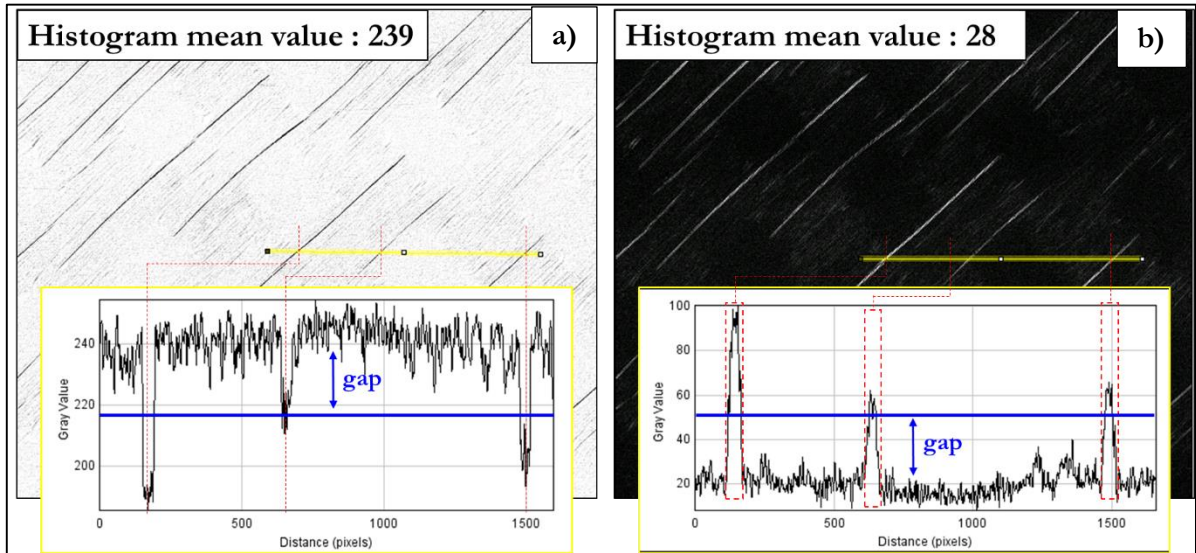 Histogram mean value : 239
a)
240
220
200
Gray Value
gap
0 500 1000 1500
Distance (pixels)
Histogram mean value : 28
b)
100
80
60
40
20
Gray Value
gap
0 500 1000 1500
Distance (pixels)